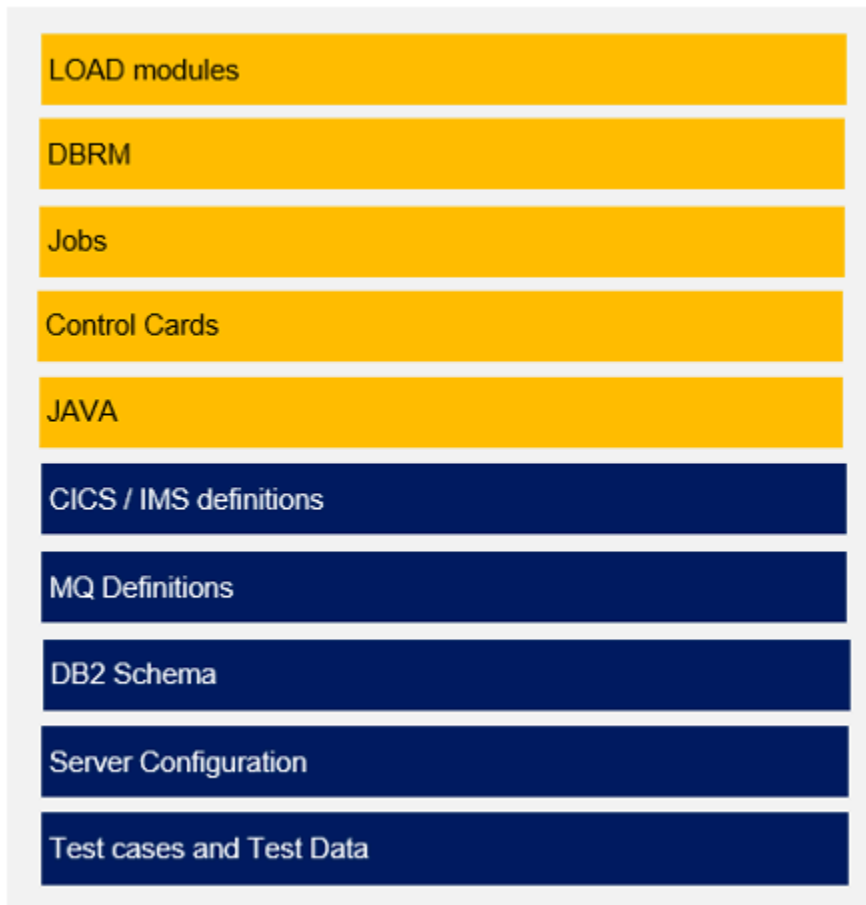 LOAD modules
DBRM
Jobs
Control Cards
JAVA
CICS / IMS definitions
MQ Definitions
DB2 Schema
Server Configuration
Test cases and Test Data